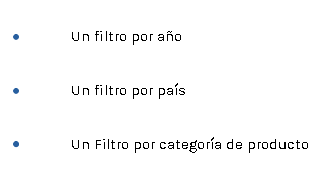 Un filtro por año
Un filtro por país
Un Filtro por categoría de producto